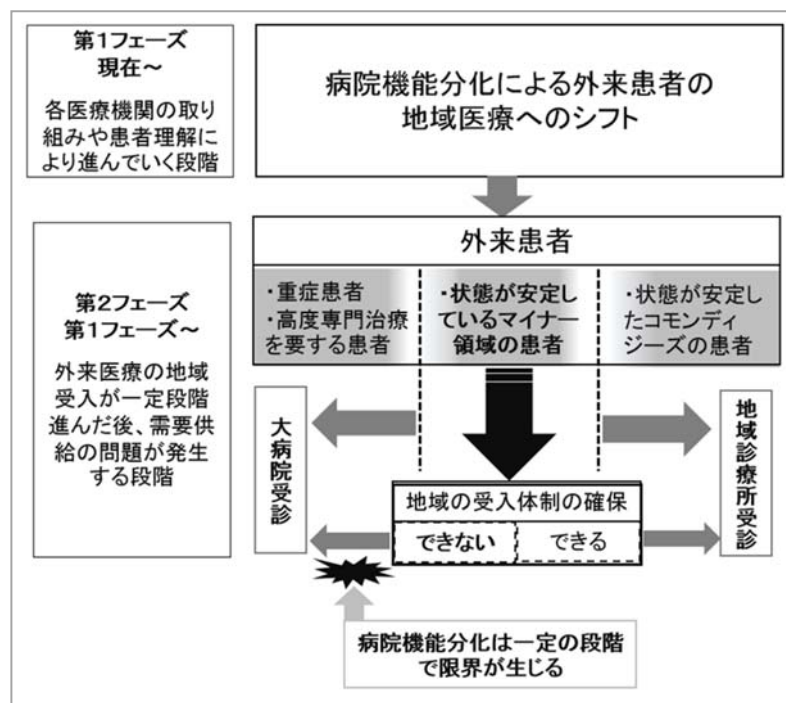 第1フェーズ
現在～
各医療機関の取り
組みや患者理解に
より進んでいく段階
病院機能分化による外来患者の
地域医療へのシフト
第2フェーズ
第1フェーズ～
外来医療の地域
受入が一定段階
進んだ後、需要供
給の問題が発生
する段階
外来患者
・重症患者
・高度専門治療
を要する患者
・状態が安定し
ているマイナー
領域の患者
・状態が安定し
たコモンディ
ジーズの患者
大病院受診
地域診療所受診
地域の受入体制の確保
できない
できる
病院機能分化は一定の段階
で限界が生じる